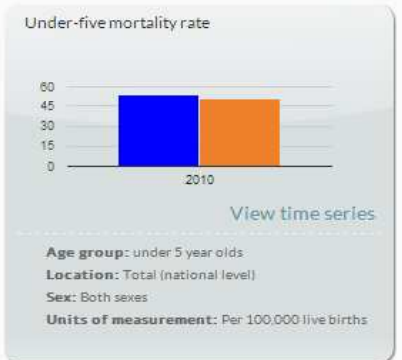 Under-five mortality rate
60
45
30
15
0
2010
View time series
Age group: under 5 year olds
Location: Total (national level)
Sex: Both sexes
Units of measurement: Per 100,000 live births